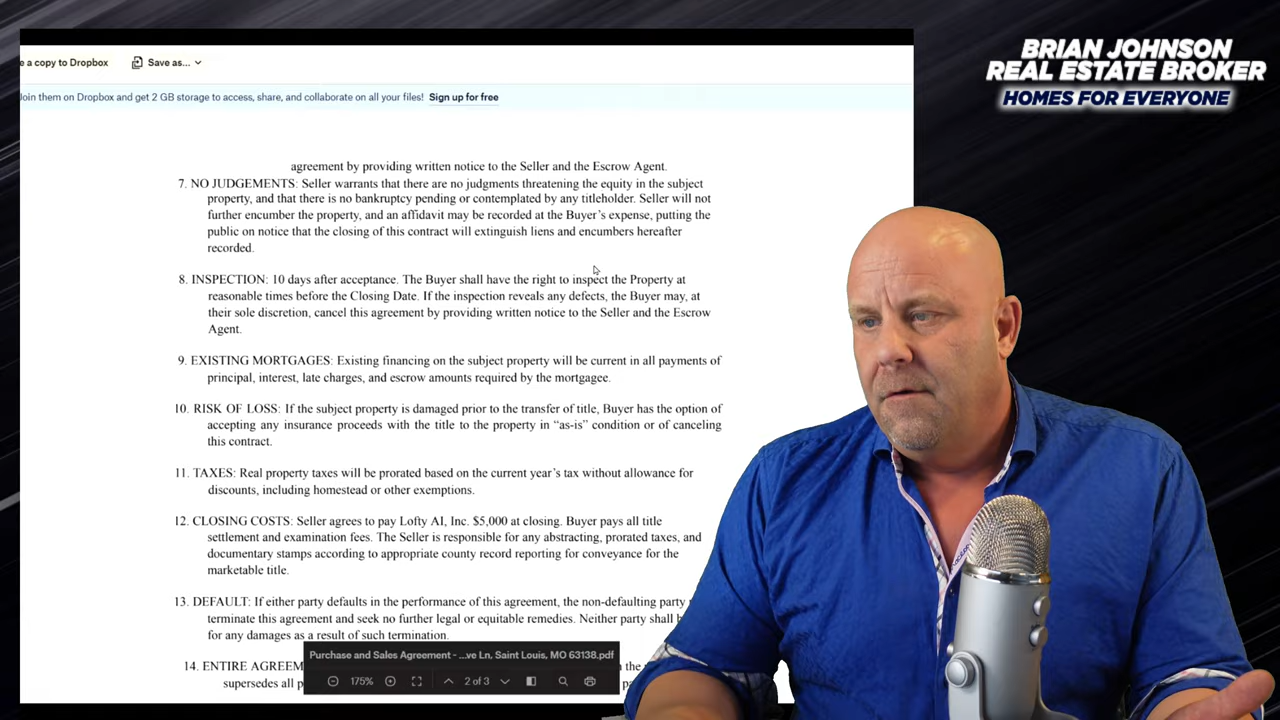 BRIAN JOHNSON
REAL ESTATE BROKER
HOMES FOR EVERYONE
e a copy to Dropbox Save as...
Join them on Dropbox and get 2 GB storage to access, share, and collaborate on all your files! Sign up for free
agreement by providing written notice to the Seller and the Escrow Agent.
7. NO JUDGEMENTS: Seller warrants that there are no judgments threatening the equity in the subject
property, and that there is no bankruptcy pending or contemplated by any titleholder. Seller will not
further encumber the property, and an affidavit may be recorded at the Buyer's expense, putting the
public on notice that the closing of this contract will extinguish liens and encumbers hereafter
recorded.
8. INSPECTION: 10 days after acceptance. The Buyer shall have the right to inspect the Property at
reasonable times before the Closing Date. If the inspection reveals any defects, the Buyer may, at
their sole discretion, cancel this agreement by providing written notice to the Seller and the Escrow
Agent.
9. EXISTING MORTGAGES: Existing financing on the subject property will be current in all payments of
principal, interest, late charges, and escrow amounts required by the mortgagee.
10. RISK OF LOSS: If the subject property is damaged prior to the transfer of title, Buyer has the option of
accepting any insurance proceeds with the title to the property in “as-is” condition or of canceling
this contract.
11. TAXES: Real property taxes will be prorated based on the current year's tax without allowance for
discounts, including homestead or other exemptions.
12. CLOSING COSTS: Seller agrees to pay Lofty AI, Inc. $5,000 at closing. Buyer pays all title
settlement and examination fees. The Seller is responsible for any abstracting, prorated taxes, and
documentary stamps according to appropriate county record reporting for conveyance for the
marketable title.
13. DEFAULT: If either party defaults in the performance of this agreement, the non-defaulting party
terminate this agreement and seek no further legal or equitable remedies. Neither party shall
for any damages as a result of such termination.
14. ENTIRE AGREEM
supersedes all p
Purchase and Sales Agreement - ...ve Ln, Saint Louis, MO 63138.pdf
175% 2 of 3